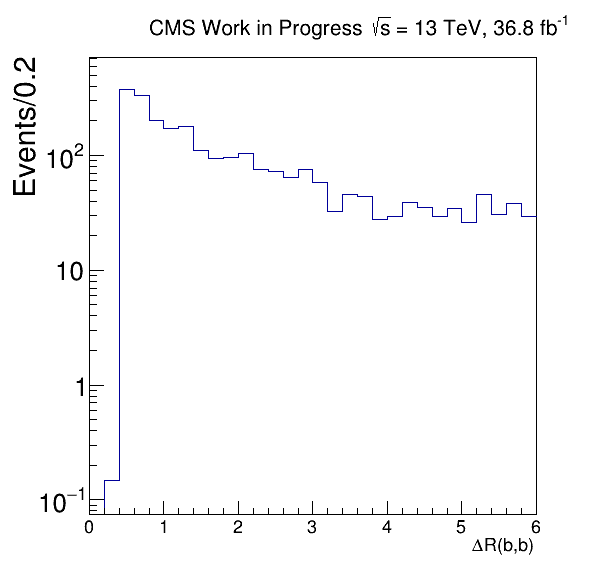 CMS Work in Progress √s = 13 TeV, 36.8 fb⁻¹
Events/0.2
10²
10
1
10⁻¹
0 1 2 3 4 5 6
ΔR(b,b)